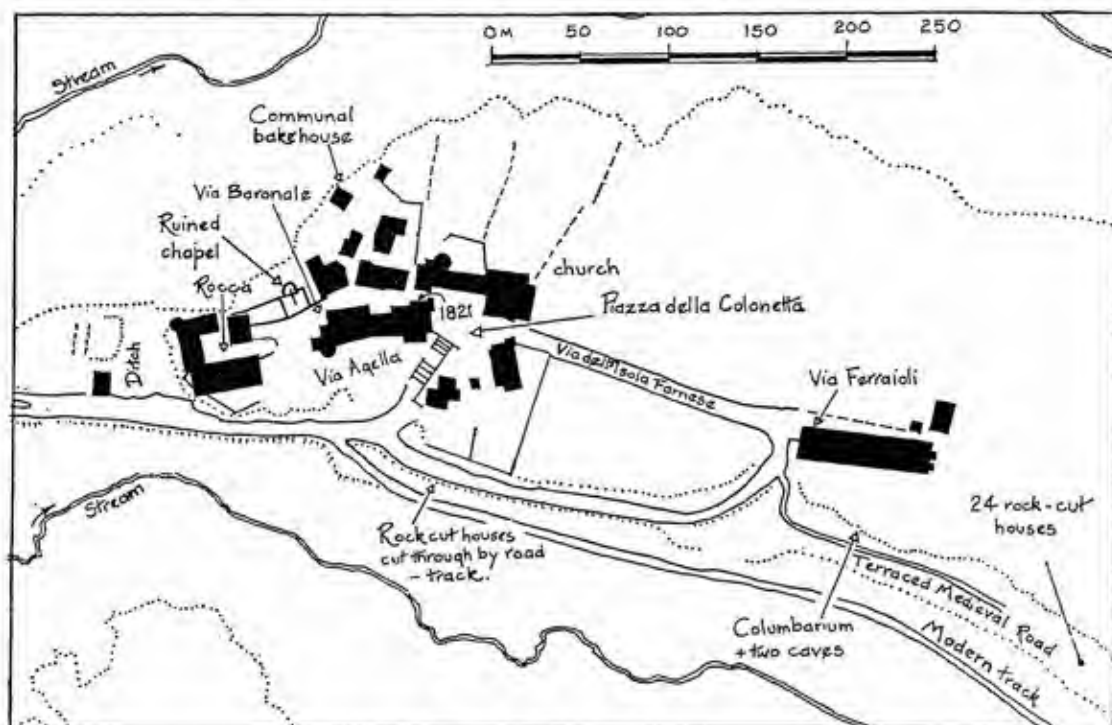 0 M 50 100 150 200 250
Stream
Communal
bakehouse
Via Baronale
Ruined
chapel
Rocca
church
1821
Piazza della Colonetta
Ditch
Via Agella
Via dell'Isola Farnese
Via Ferraioli
Stream
24 rock-cut
houses
Rock cut houses
cut through by road
- track.
Terraced Medieval Road
Columbarium
+ two caves
Modern track